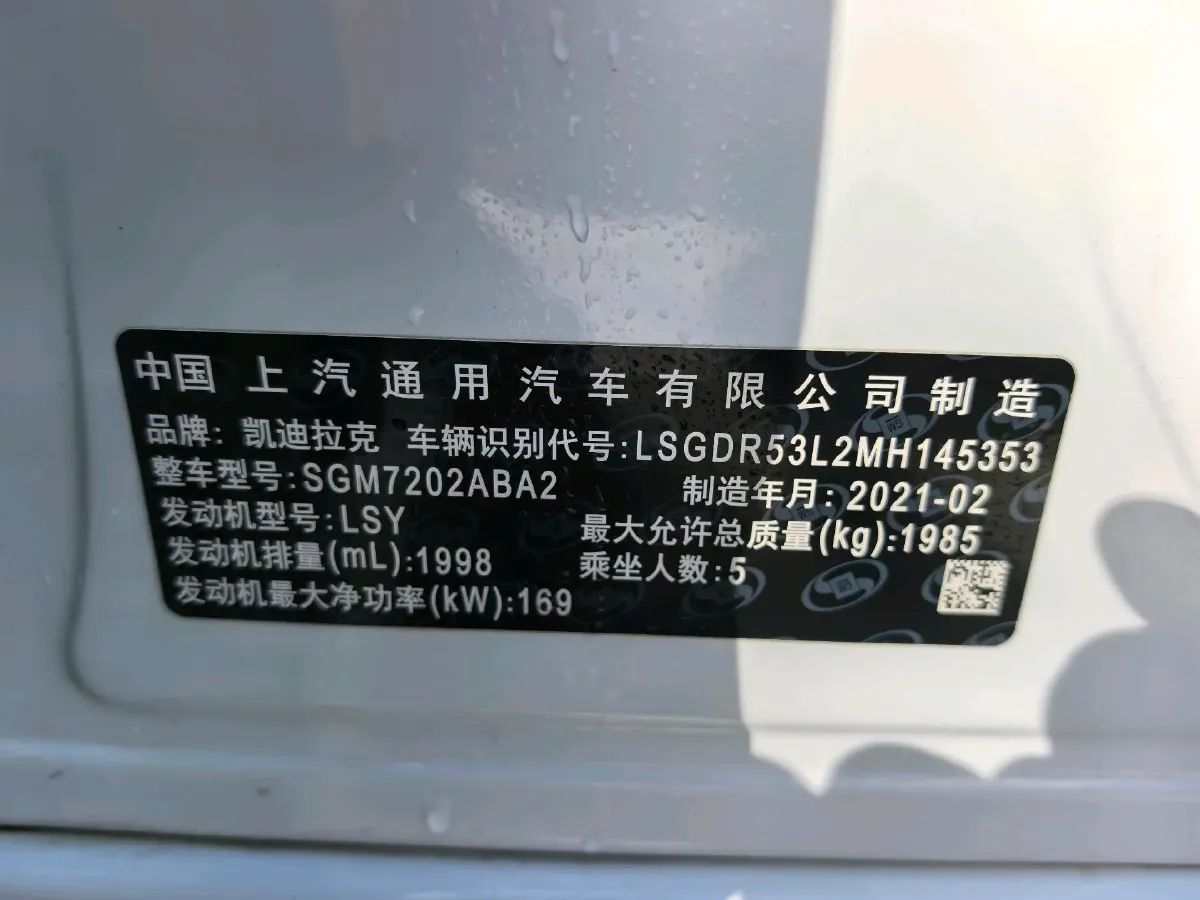 中国 上汽通用汽车有限公司制造
品牌: 凯迪拉克 车辆识别代号:LSGDR53L2MH145353
整车型号:SGM7202ABA2 制造年月: 2021-02
发动机型号:LSY 最大允许总质量(kg):1985
发动机排量(mL):1998 乘坐人数:5
发动机最大净功率(kW):169